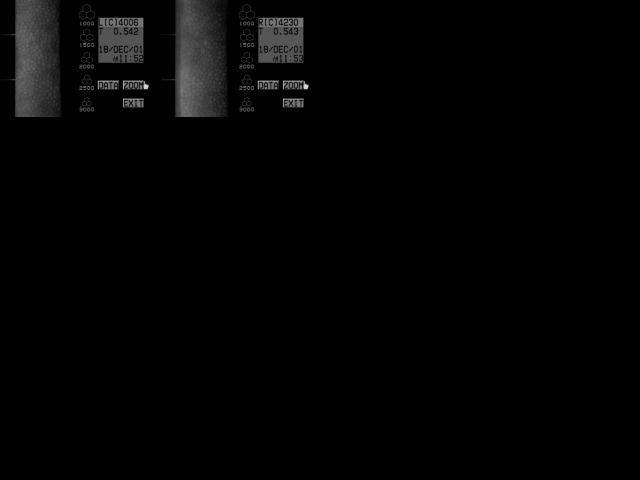 1000
L(C)4006
T 0.542
1500
18/DEC/01
11:52
2000
DATA ZOOM
2500
EXIT
3000
1000
R(C)4230
T 0.543
1500
18/DEC/01
11:53
2000
DATA ZOOM
2500
EXIT
3000